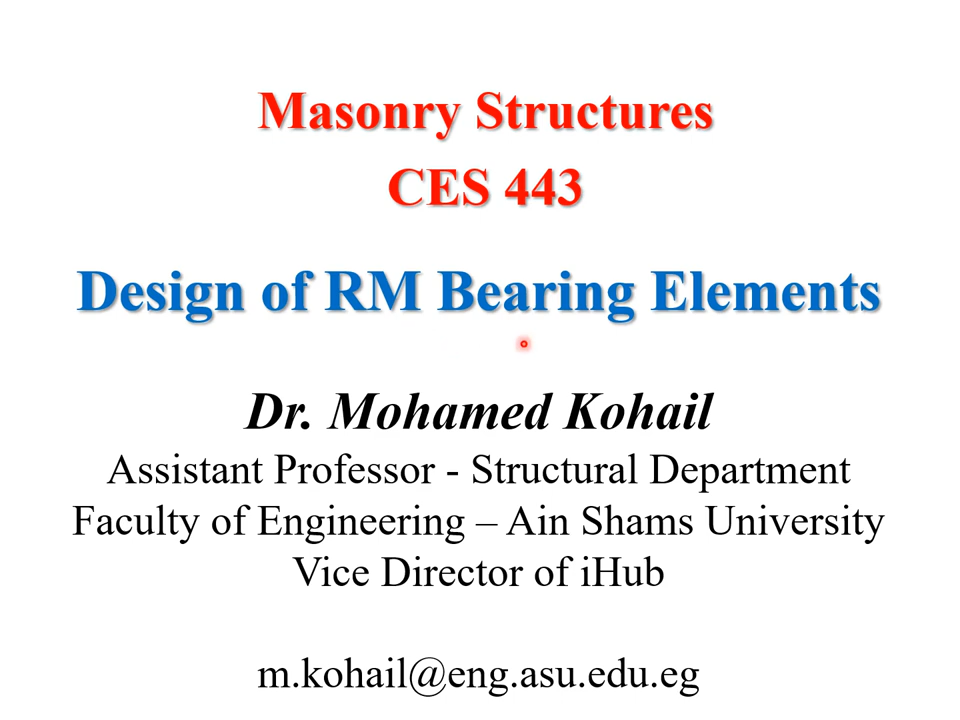 Masonry Structures
CES 443
Design of RM Bearing Elements
Dr. Mohamed Kohail
Assistant Professor - Structural Department
Faculty of Engineering – Ain Shams University
Vice Director of iHub
m.kohail@eng.asu.edu.eg